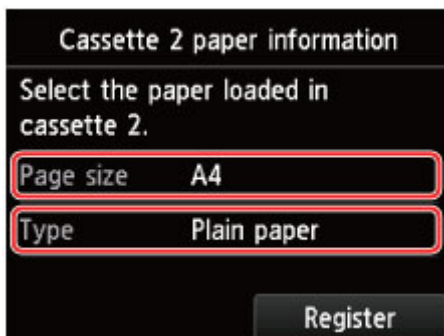 Cassette 2 paper information
Select the paper loaded in
cassette 2.
Page size A4
Type Plain paper
Register